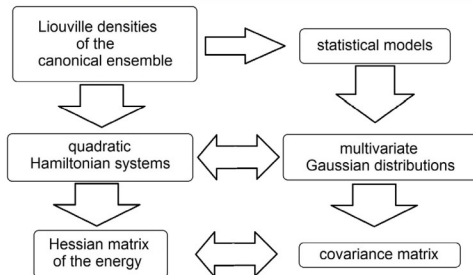 Liouville densities
of the
canonical ensemble
statistical models
quadratic
Hamiltonian systems
multivariate
Gaussian distributions
Hessian matrix
of the energy
covariance matrix